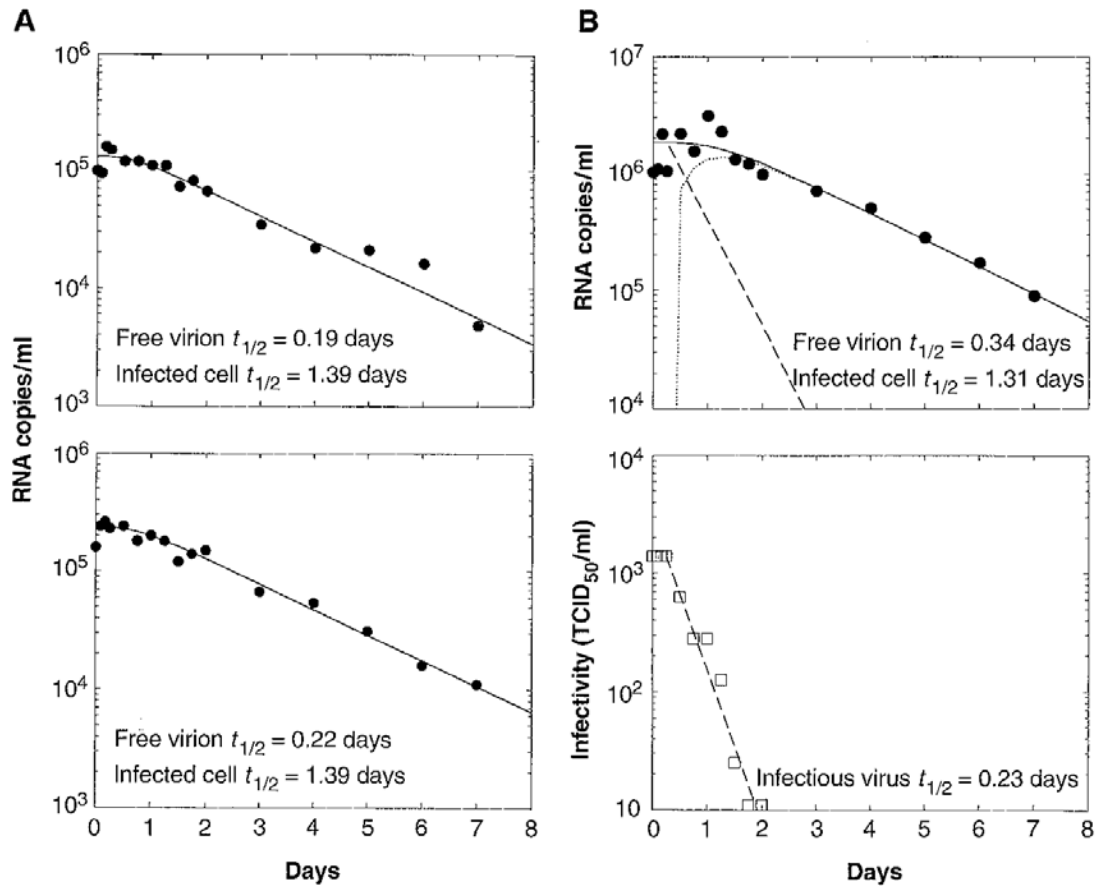 A
RNA copies/ml
10^6
10^5
10^4
10^3
Free virion t1/2 = 0.19 days
Infected cell t1/2 = 1.39 days
10^6
10^5
10^4
10^3
Free virion t1/2 = 0.22 days
Infected cell t1/2 = 1.39 days
0 1 2 3 4 5 6 7 8
Days
B
RNA copies/ml
10^7
10^6
10^5
10^4
Free virion t1/2 = 0.34 days
Infected cell t1/2 = 1.31 days
Infectivity (TCID50/ml)
10^4
10^3
10^2
10
Infectious virus t1/2 = 0.23 days
0 1 2 3 4 5 6 7 8
Days